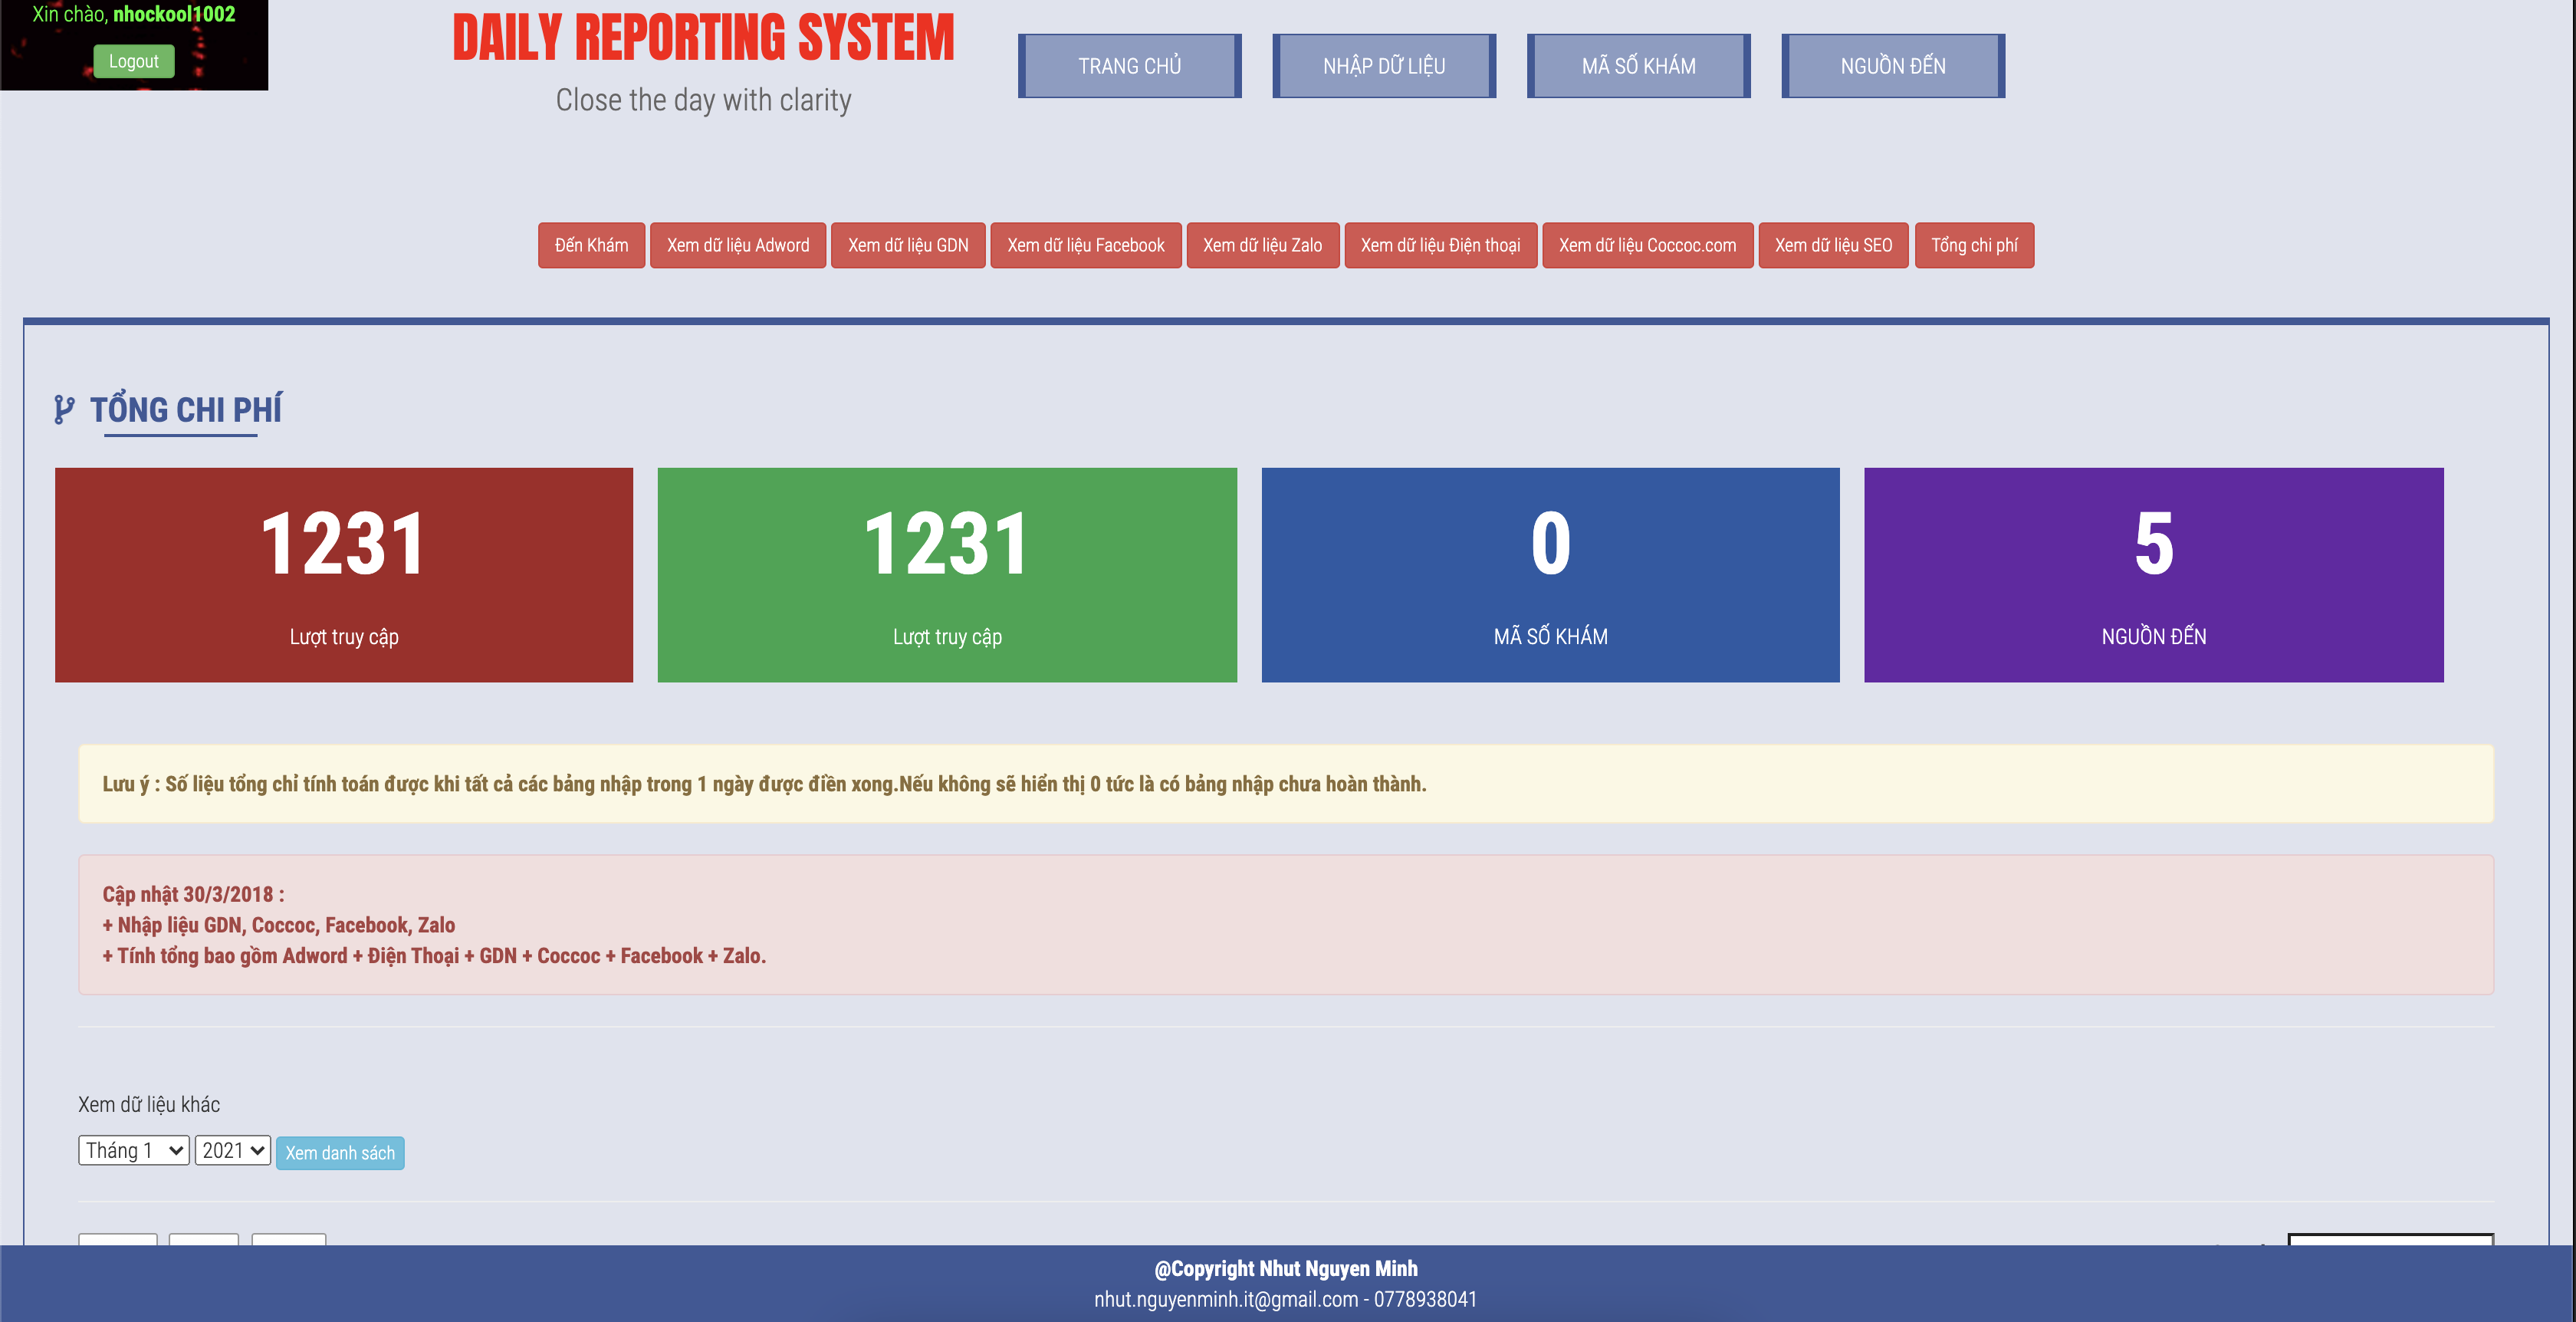 Xin chào, nhockool1002
Logout
DAILY REPORTING SYSTEM
Close the day with clarity
TRANG CHỦ
NHẬP DỮ LIỆU
MÃ SỐ KHÁM
NGUỒN ĐẾN
Đến Khám
Xem dữ liệu Adword
Xem dữ liệu GDN
Xem dữ liệu Facebook
Xem dữ liệu Zalo
Xem dữ liệu Điện thoại
Xem dữ liệu Coccoc.com
Xem dữ liệu SEO
Tổng chi phí
TỔNG CHI PHÍ
1231
Lượt truy cập
1231
Lượt truy cập
0
MÃ SỐ KHÁM
5
NGUỒN ĐẾN
Lưu ý : Số liệu tổng chỉ tính toán được khi tất cả các bảng nhập trong 1 ngày được điền xong.Nếu không sẽ hiển thị 0 tức là có bảng nhập chưa hoàn thành.
Cập nhật 30/3/2018 :
+ Nhập liệu GDN, Coccoc, Facebook, Zalo
+ Tính tổng bao gồm Adword + Điện Thoại + GDN + Coccoc + Facebook + Zalo.
Xem dữ liệu khác
Tháng 1
2021
Xem danh sách
@Copyright Nhut Nguyen Minh
nhut.nguyenminh.it@gmail.com - 0778938041